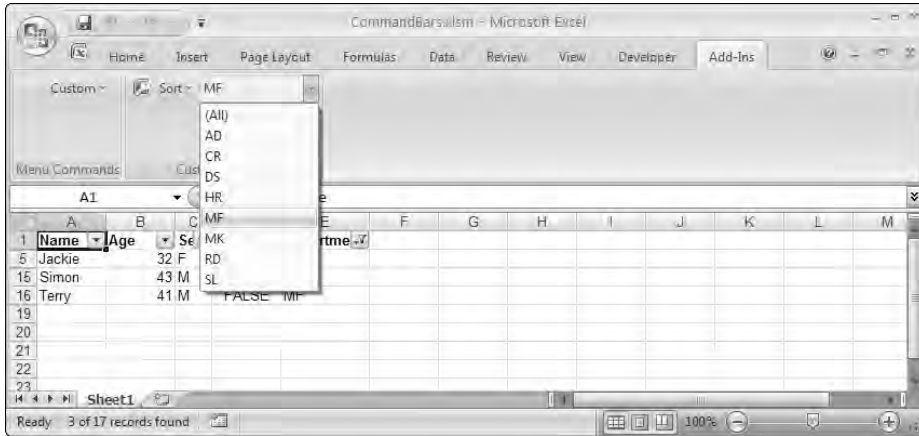 CommandBars.xlsm - Microsoft Excel
Home Insert Page Layout Formulas Data Review View Developer Add-Ins
Custom Sort MF
(All)
AD
CR
DS
HR
MF
MK
RD
SL
Menu Commands Cust
A1 e
A B C E F G H I J K L M
1 Name Age Se rtme
5 Jackie 32 F
15 Simon 43 M
16 Terry 41 M FALSE MF
19
20
21
22
23
Sheet1
Ready 3 of 17 records found 100%